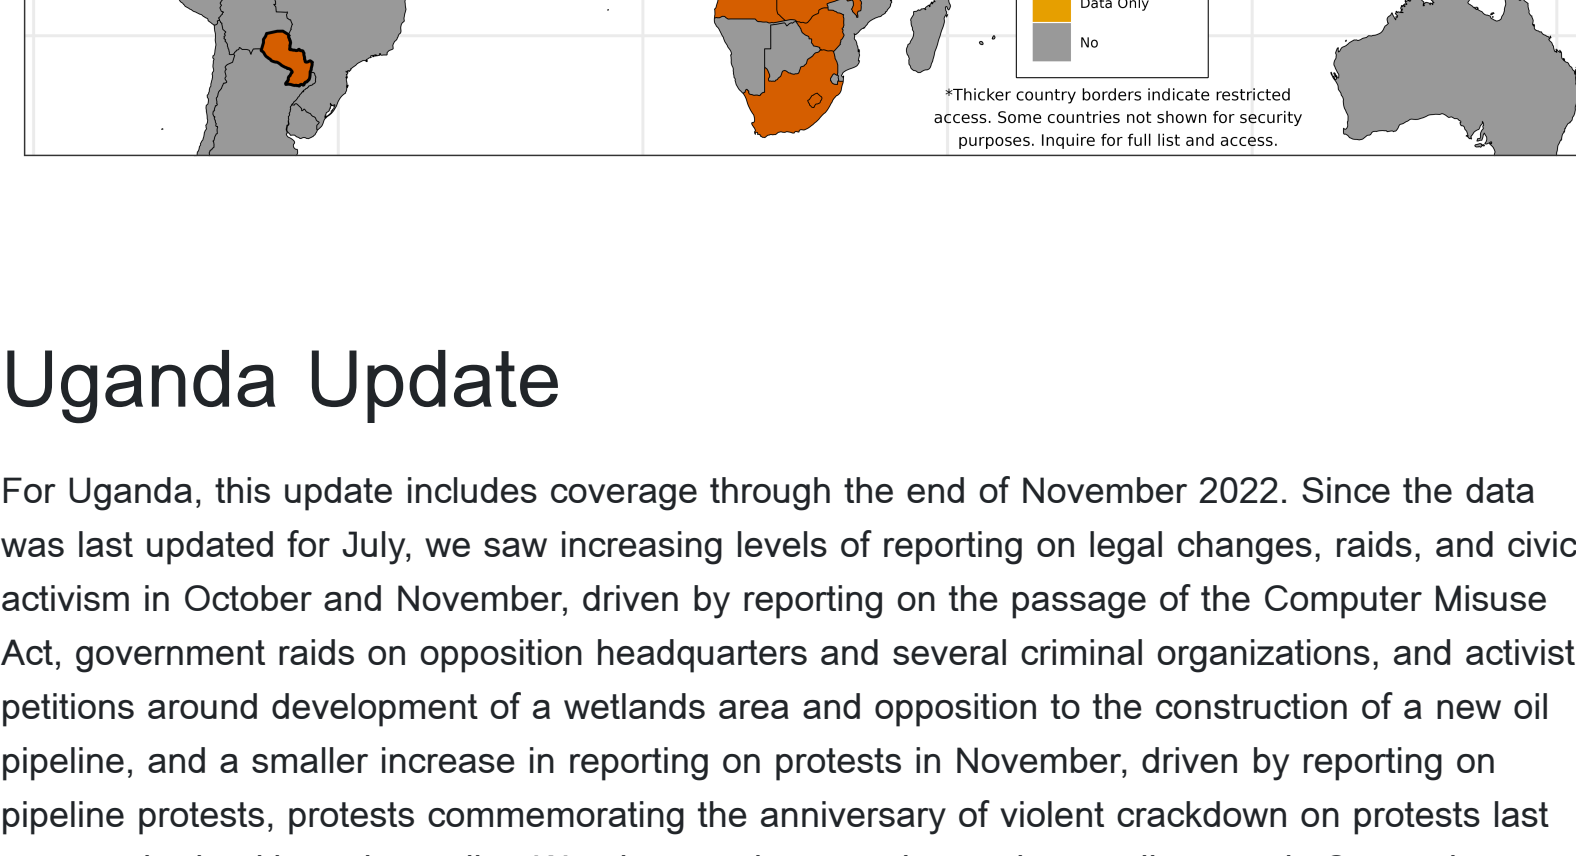 Data Only
No
*Thicker country borders indicate restricted
access. Some countries not shown for security
purposes. Inquire for full list and access.
Uganda Update
For Uganda, this update includes coverage through the end of November 2022. Since the data
was last updated for July, we saw increasing levels of reporting on legal changes, raids, and civic
activism in October and November, driven by reporting on the passage of the Computer Misuse
Act, government raids on opposition headquarters and several criminal organizations, and activist
petitions around development of a wetlands area and opposition to the construction of a new oil
pipeline, and a smaller increase in reporting on protests in November, driven by reporting on
pipeline protests, protests commemorating the anniversary of violent crackdown on protests last